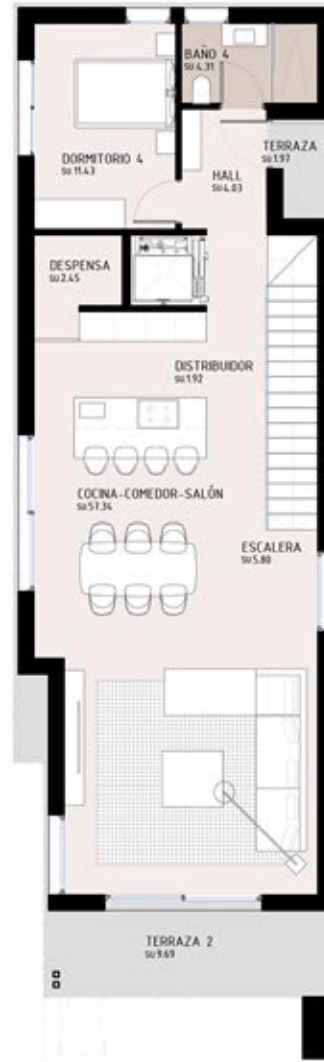 BAÑO 4
su 4.31
TERRAZA
su 1.97
DORMITORIO 4
su 11.43
HALL
su 4.03
DESPENSA
su 2.45
DISTRIBUIDOR
su 1.92
COCINA-COMEDOR-SALÓN
su 57.34
ESCALERA
su 5.80
TERRAZA 2
su 9.69